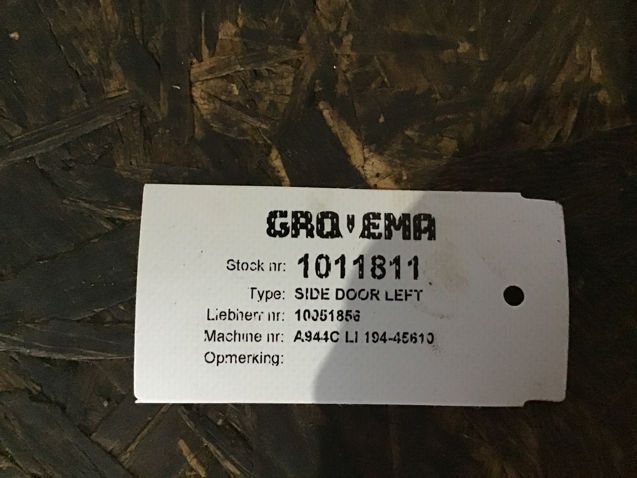 GROVEMA
Stock nr: 1011811
Type: SIDE DOOR LEFT
Liebherr nr: 10051856
Machine nr: A944C LI 194-45610
Opmerking: